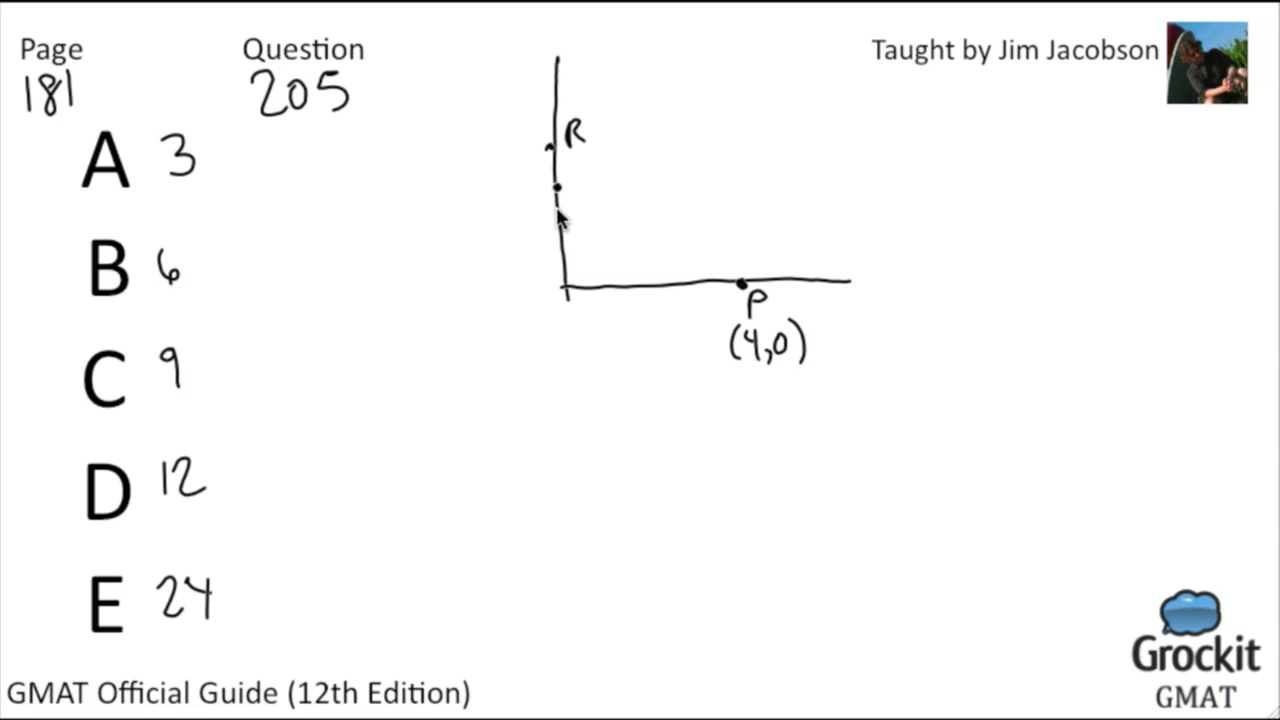 Page
181
Question
205
Taught by Jim Jacobson
A 3
B 6
C 9
D 12
E 24
R
P
(4,0)
Grockit
GMAT
GMAT Official Guide (12th Edition)